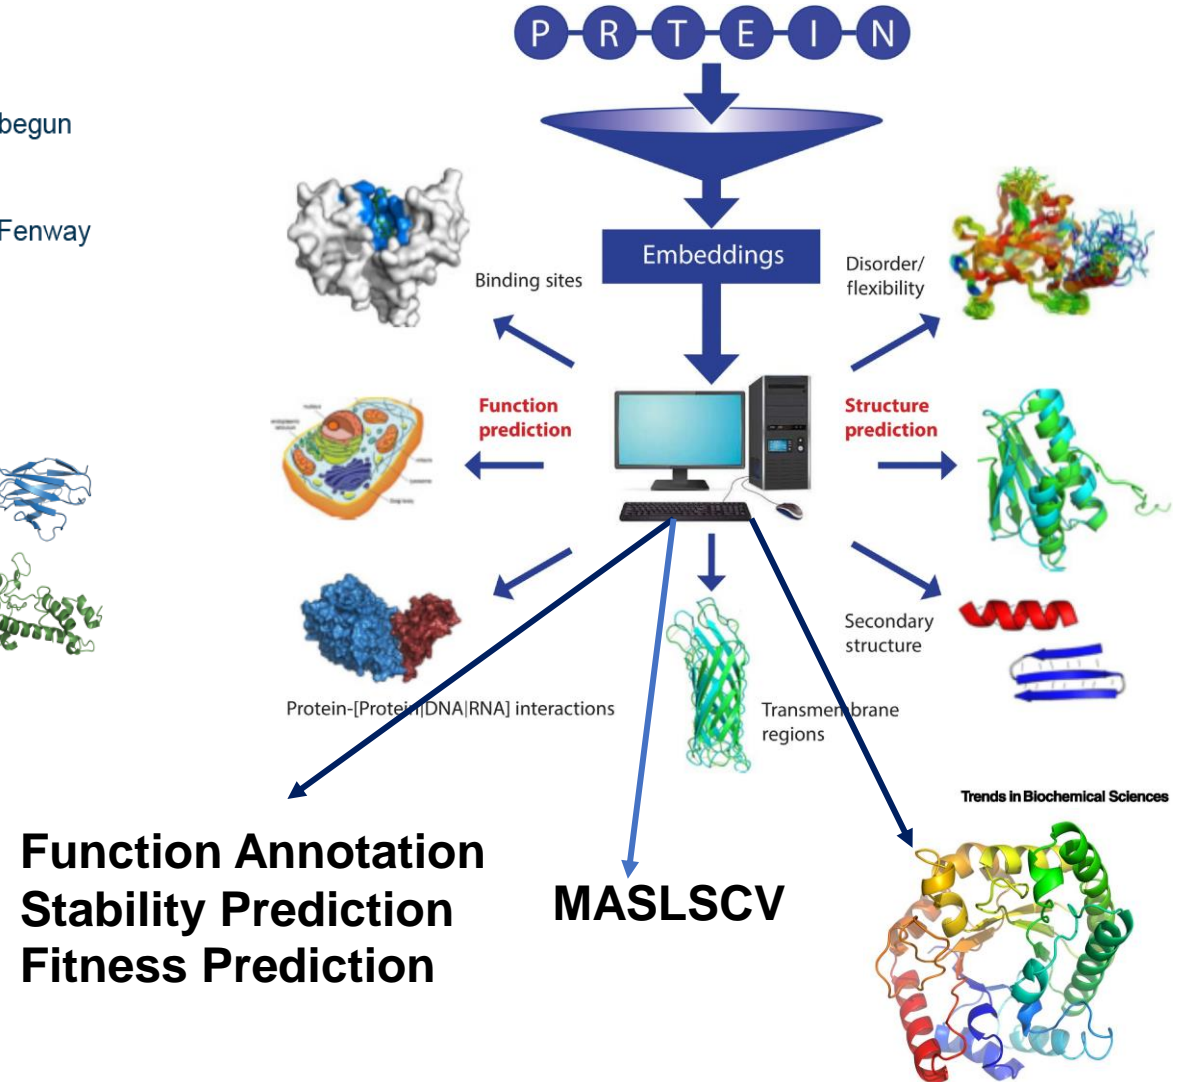 P R T E I N
begun
Fenway
Embeddings
Binding sites
Disorder/
flexibility
Function
prediction
Structure
prediction
Secondary
structure
Protein-[Protein|DNA|RNA] interactions
Transmembrane
regions
Trends in Biochemical Sciences
Function Annotation
Stability Prediction
Fitness Prediction
MASLSCV